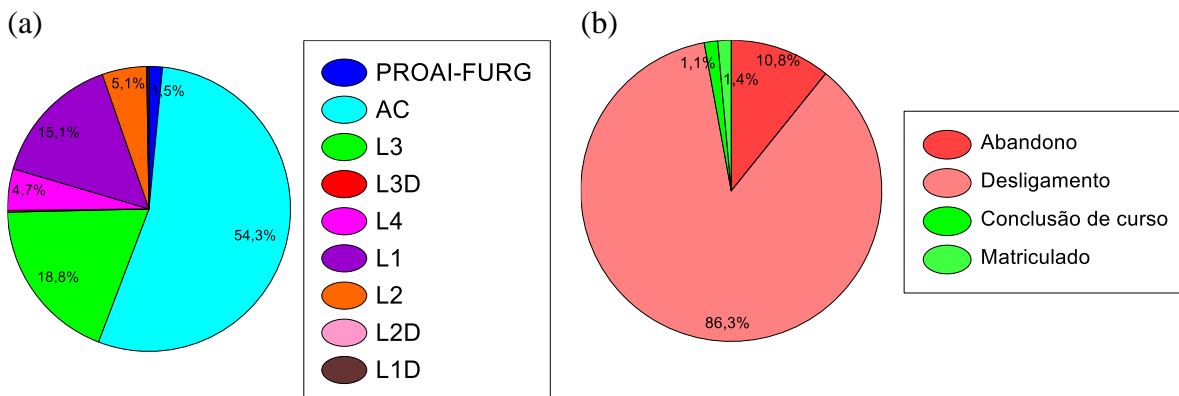 (a)
5,1%
,5%
15,1%
4,7%
18,8%
54,3%
PROAI-FURG
AC
L3
L3D
L4
L1
L2
L2D
L1D
(b)
1,1%
1,4%
10,8%
86,3%
Abandono
Desligamento
Conclusão de curso
Matriculado